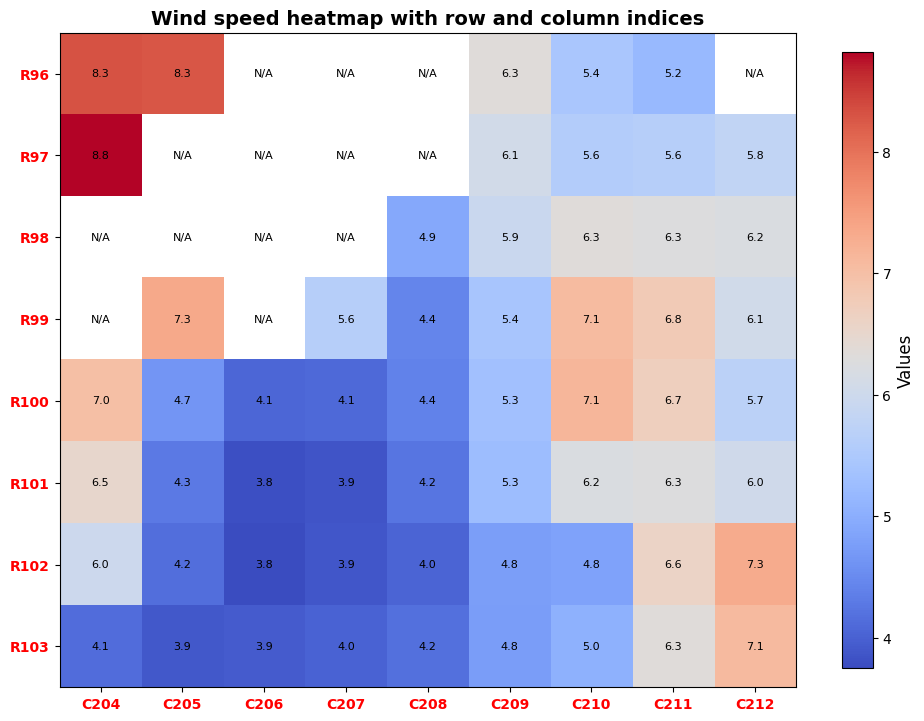 Wind speed heatmap with row and column indices
R96 8.3 8.3 N/A N/A N/A 6.3 5.4 5.2 N/A
R97 8.8 N/A N/A N/A N/A 6.1 5.6 5.6 5.8
R98 N/A N/A N/A N/A 4.9 5.9 6.3 6.3 6.2
R99 N/A 7.3 N/A 5.6 4.4 5.4 7.1 6.8 6.1
R100 7.0 4.7 4.1 4.1 4.4 5.3 7.1 6.7 5.7
R101 6.5 4.3 3.8 3.9 4.2 5.3 6.2 6.3 6.0
R102 6.0 4.2 3.8 3.9 4.0 4.8 4.8 6.6 7.3
R103 4.1 3.9 3.9 4.0 4.2 4.8 5.0 6.3 7.1
C204 C205 C206 C207 C208 C209 C210 C211 C212
8
7
6
5
4
Values